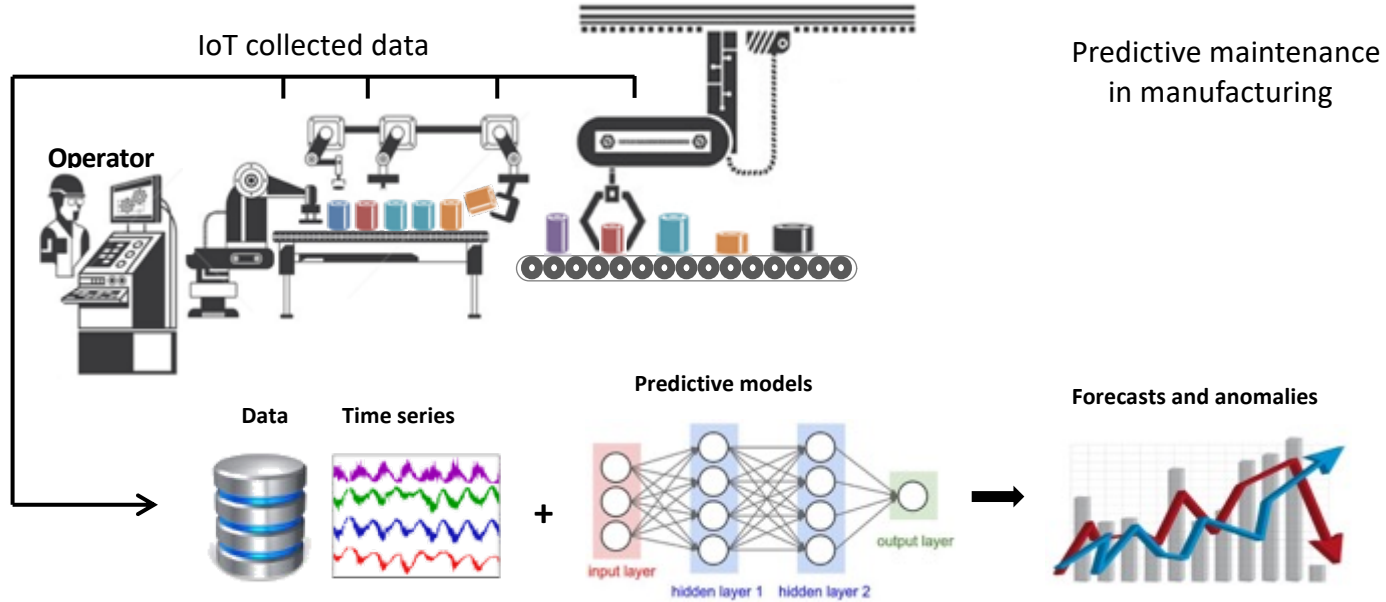 IoT collected data
Predictive maintenance
in manufacturing
Operator
Predictive models
Data
Time series
Forecasts and anomalies
+
input layer
hidden layer 1
hidden layer 2
output layer